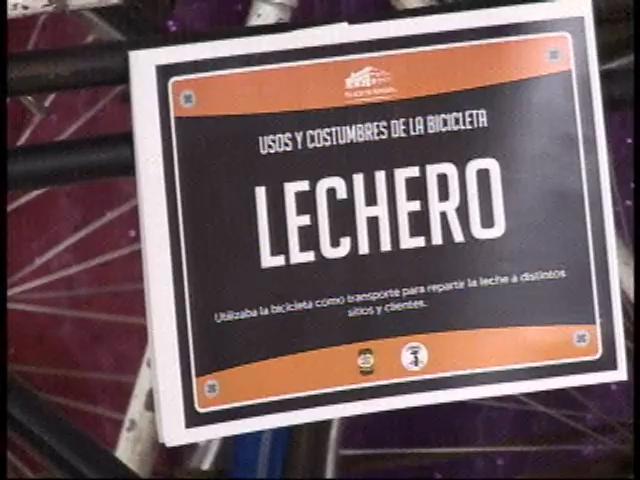 USOS Y COSTUMBRES DE LA BICICLETA
LECHERO
Utilizaba la bicicleta como transporte para repartir la leche a distintos
sitios y clientes.